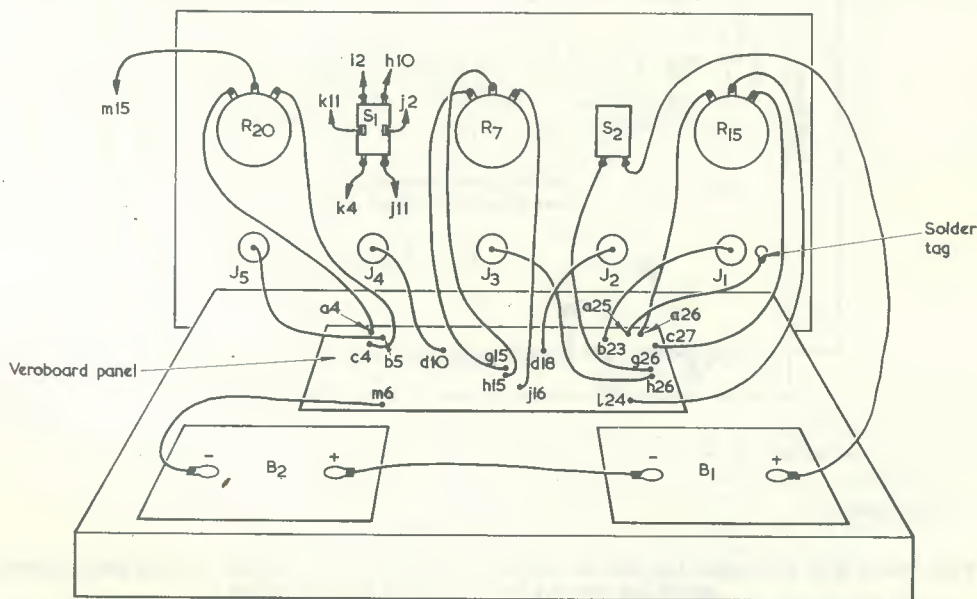 i2 h10
m15
k11 S1 j2
R20 R7 S2 R15
k4 j11
Solder
tag
J5 J4 J3 J2 J1
a4 a25 a26
c4 b5 d10 g15 d18 b23 g26 c27
Veroboard panel
h15 j16 h26
m6 l24
- B2 + - B1 +